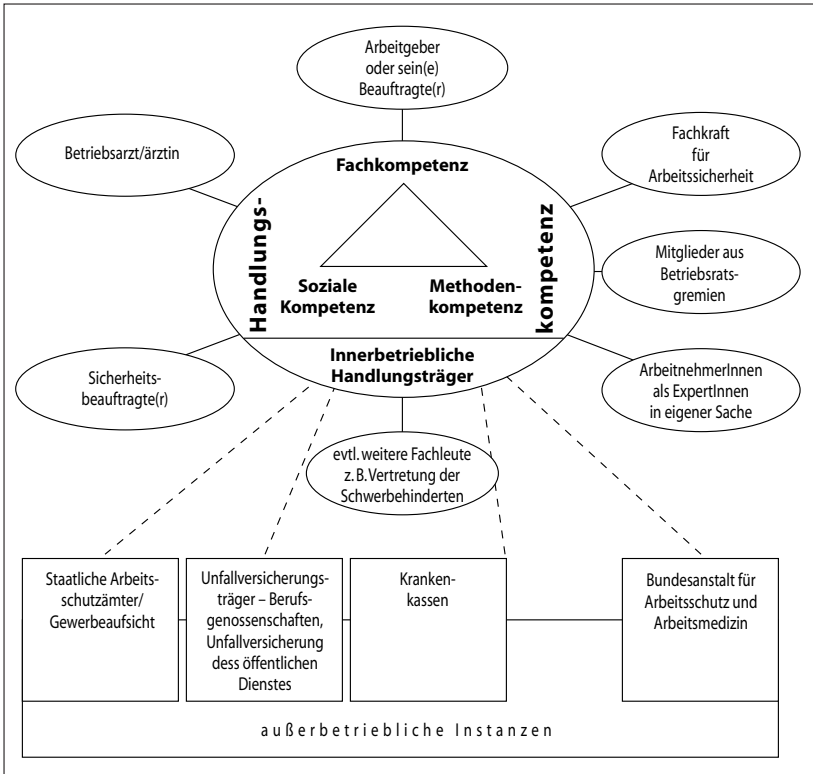 Arbeitgeber
oder sein(e)
Beauftragte(r)
Betriebsarzt/ärztin
Fachkraft
für
Arbeitssicherheit
Fachkompetenz
Handlungs-
kompetenz
Soziale
Kompetenz
Methoden-
kompetenz
Mitglieder aus
Betriebsrats-
gremien
Innerbetriebliche
Handlungsträger
Sicherheits-
beauftragte(r)
ArbeitnehmerInnen
als ExpertInnen
in eigener Sache
evtl. weitere Fachleute
z. B. Vertretung der
Schwerbehinderten
Staatliche Arbeits-
schutzämter/
Gewerbeaufsicht
Unfallversicherungs-
träger – Berufs-
genossenschaften,
Unfallversicherung
dess öffentlichen
Dienstes
Kranken-
kassen
Bundesanstalt für
Arbeitsschutz und
Arbeitsmedizin
außerbetriebliche Instanzen